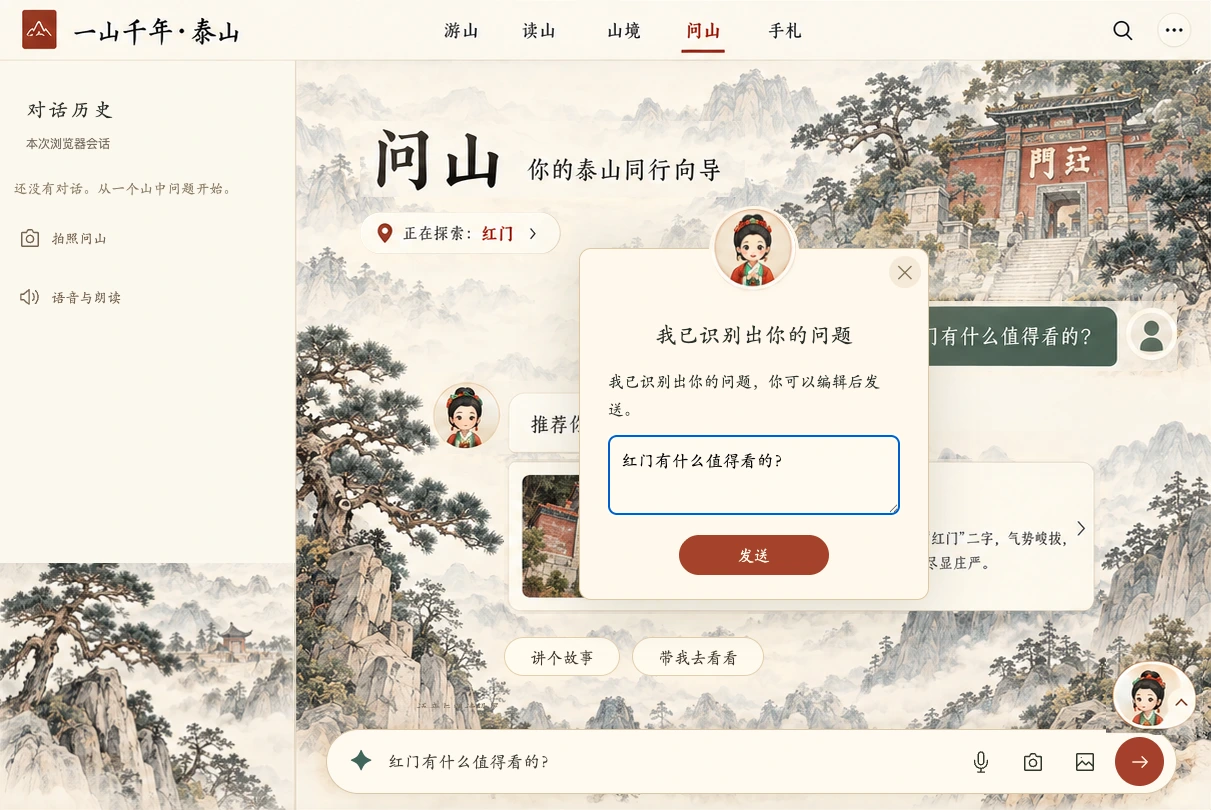 一山千年·泰山
游山
读山
山境
问山
手札
对话历史
本次浏览器会话
还没有对话。从一个山中问题开始。
拍照问山
语音与朗读
问山
你的泰山同行向导
正在探索：红门
門红
门有什么值得看的？
我已识别出你的问题
我已识别出你的问题，你可以编辑后发
送。
红门有什么值得看的？
发送
推荐你
红门”二字，气势峻拔，
尽显庄严。
讲个故事
带我去看看
红门有什么值得看的？